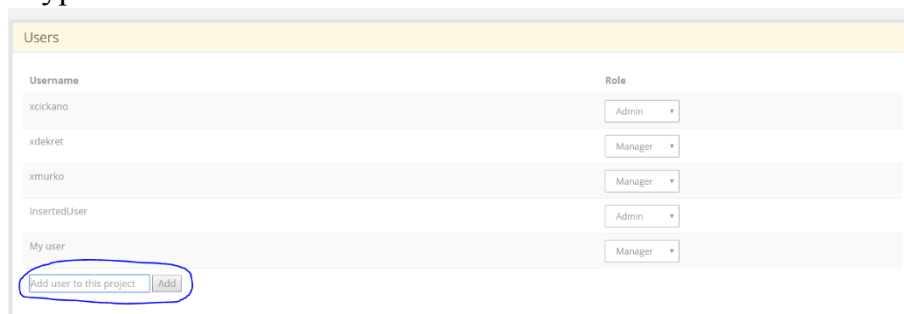 Users
Username Role
xcickano Admin
xdekret Manager
xmurko Manager
InsertedUser Admin
My user Manager
Add user to this project Add